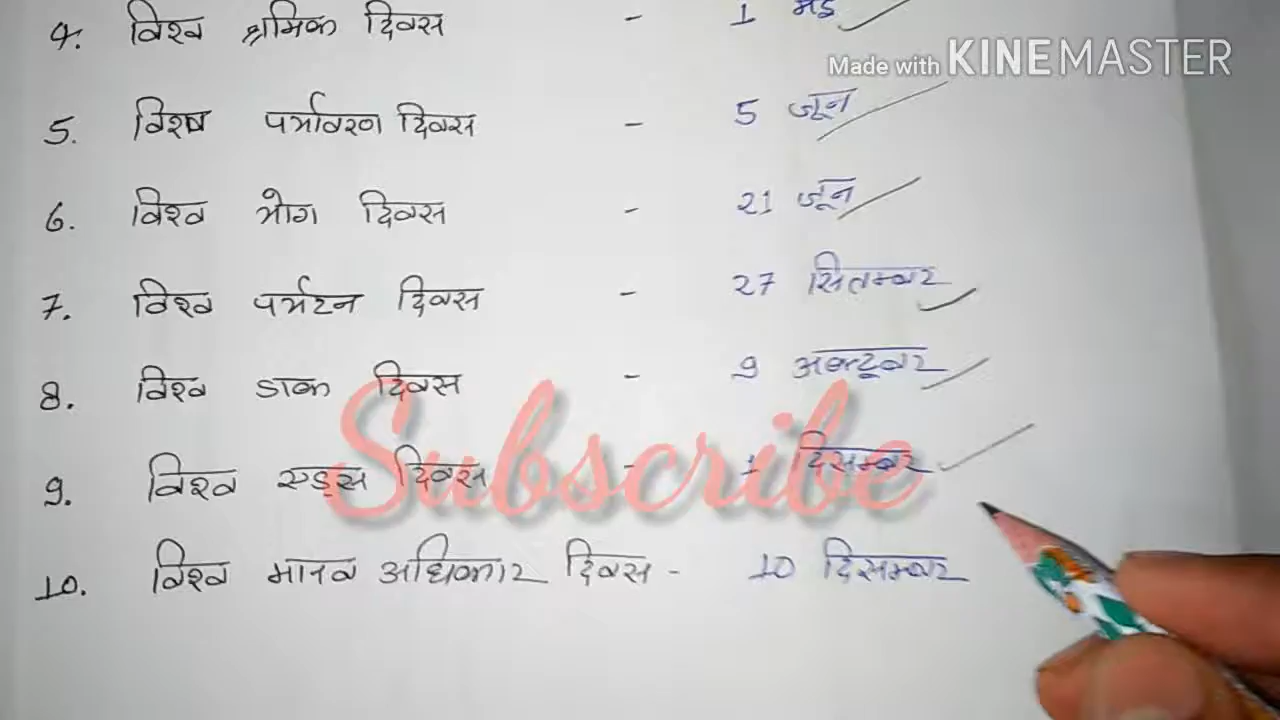 4. विश्व श्रमिक दिवस - 1 मई
Made with KINEMASTER
5. विश्व पर्यावरण दिवस - 5 जून
6. विश्व योग दिवस - 21 जून
7. विश्व पर्यटन दिवस - 27 सितम्बर
8. विश्व डाक दिवस - 9 अक्टूबर
9. विश्व एड्स दिवस - 1 दिसम्बर
Subscribe
10. विश्व मानव अधिकार दिवस - 10 दिसम्बर